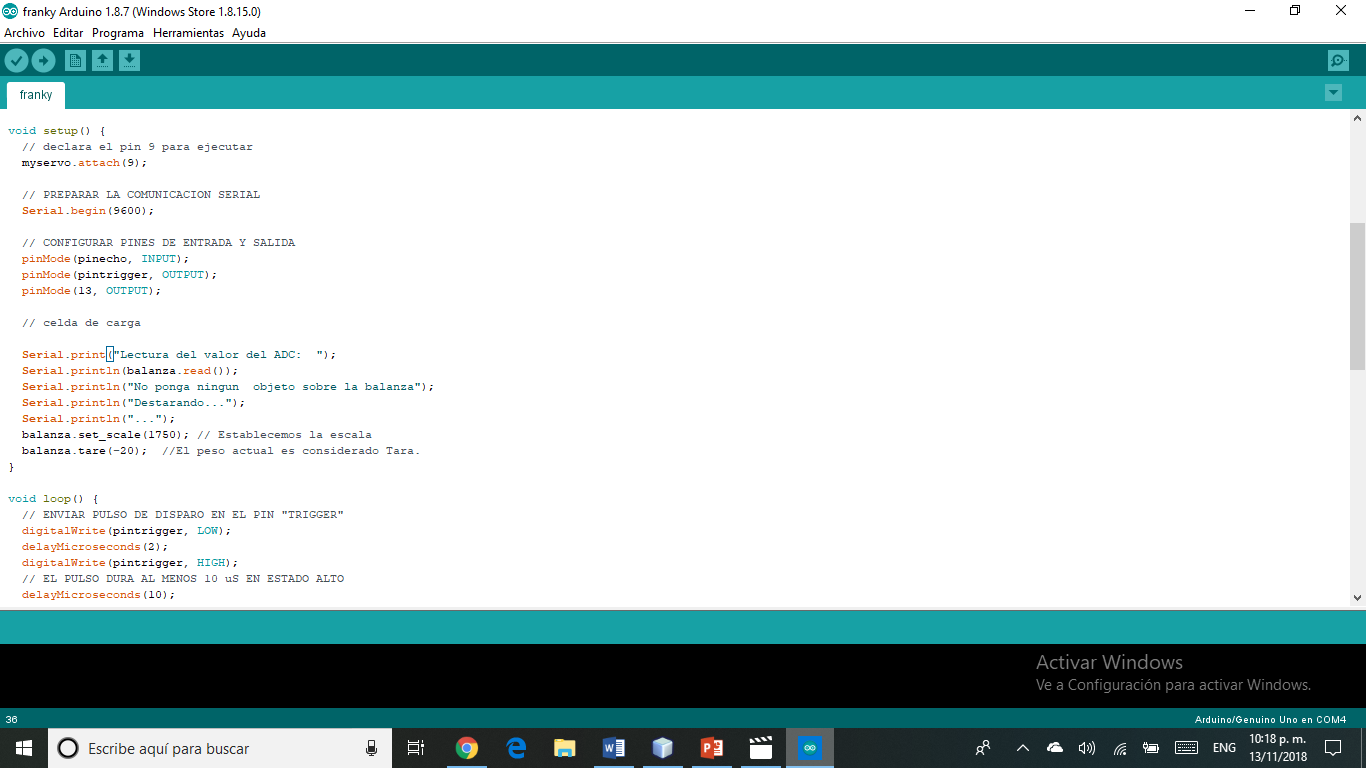 franky Arduino 1.8.7 (Windows Store 1.8.15.0)
Archivo Editar Programa Herramientas Ayuda
franky
void setup() {
  // declara el pin 9 para ejecutar
  myservo.attach(9);
  // PREPARAR LA COMUNICACION SERIAL
  Serial.begin(9600);
  // CONFIGURAR PINES DE ENTRADA Y SALIDA
  pinMode(pinecho, INPUT);
  pinMode(pintrigger, OUTPUT);
  pinMode(13, OUTPUT);
  // celda de carga
  Serial.print("Lectura del valor del ADC:  ");
  Serial.println(balanza.read());
  Serial.println("No ponga ningun  objeto sobre la balanza");
  Serial.println("Destarando...");
  Serial.println("...");
  balanza.set_scale(1750); // Establecemos la escala
  balanza.tare(-20);  //El peso actual es considerado Tara.
}
void loop() {
  // ENVIAR PULSO DE DISPARO EN EL PIN "TRIGGER"
  digitalWrite(pintrigger, LOW);
  delayMicroseconds(2);
  digitalWrite(pintrigger, HIGH);
  // EL PULSO DURA AL MENOS 10 uS EN ESTADO ALTO
  delayMicroseconds(10);
Activar Windows
Ve a Configuración para activar Windows.
36
Arduino/Genuino Uno en COM4
Escribe aquí para buscar
ENG
10:18 p. m.
13/11/2018